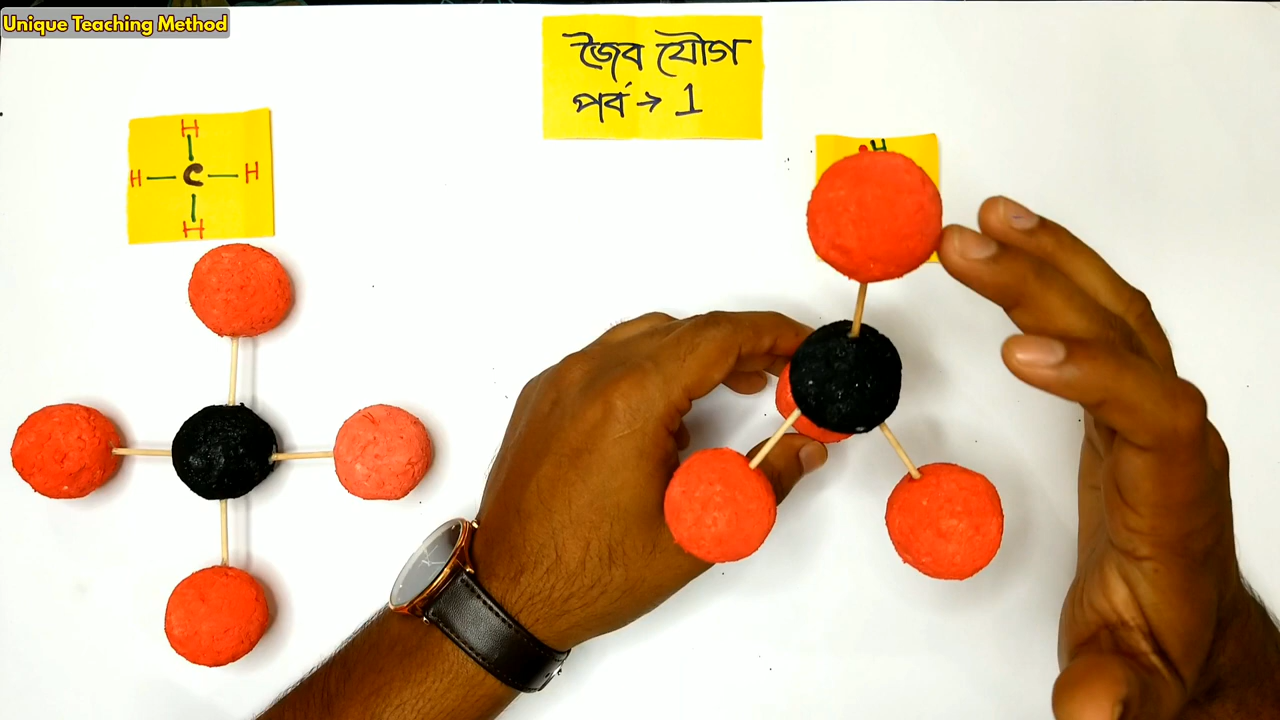 Unique Teaching Method
জৈব যৌগ
পর্ব → 1
H
H — C — H
H
H